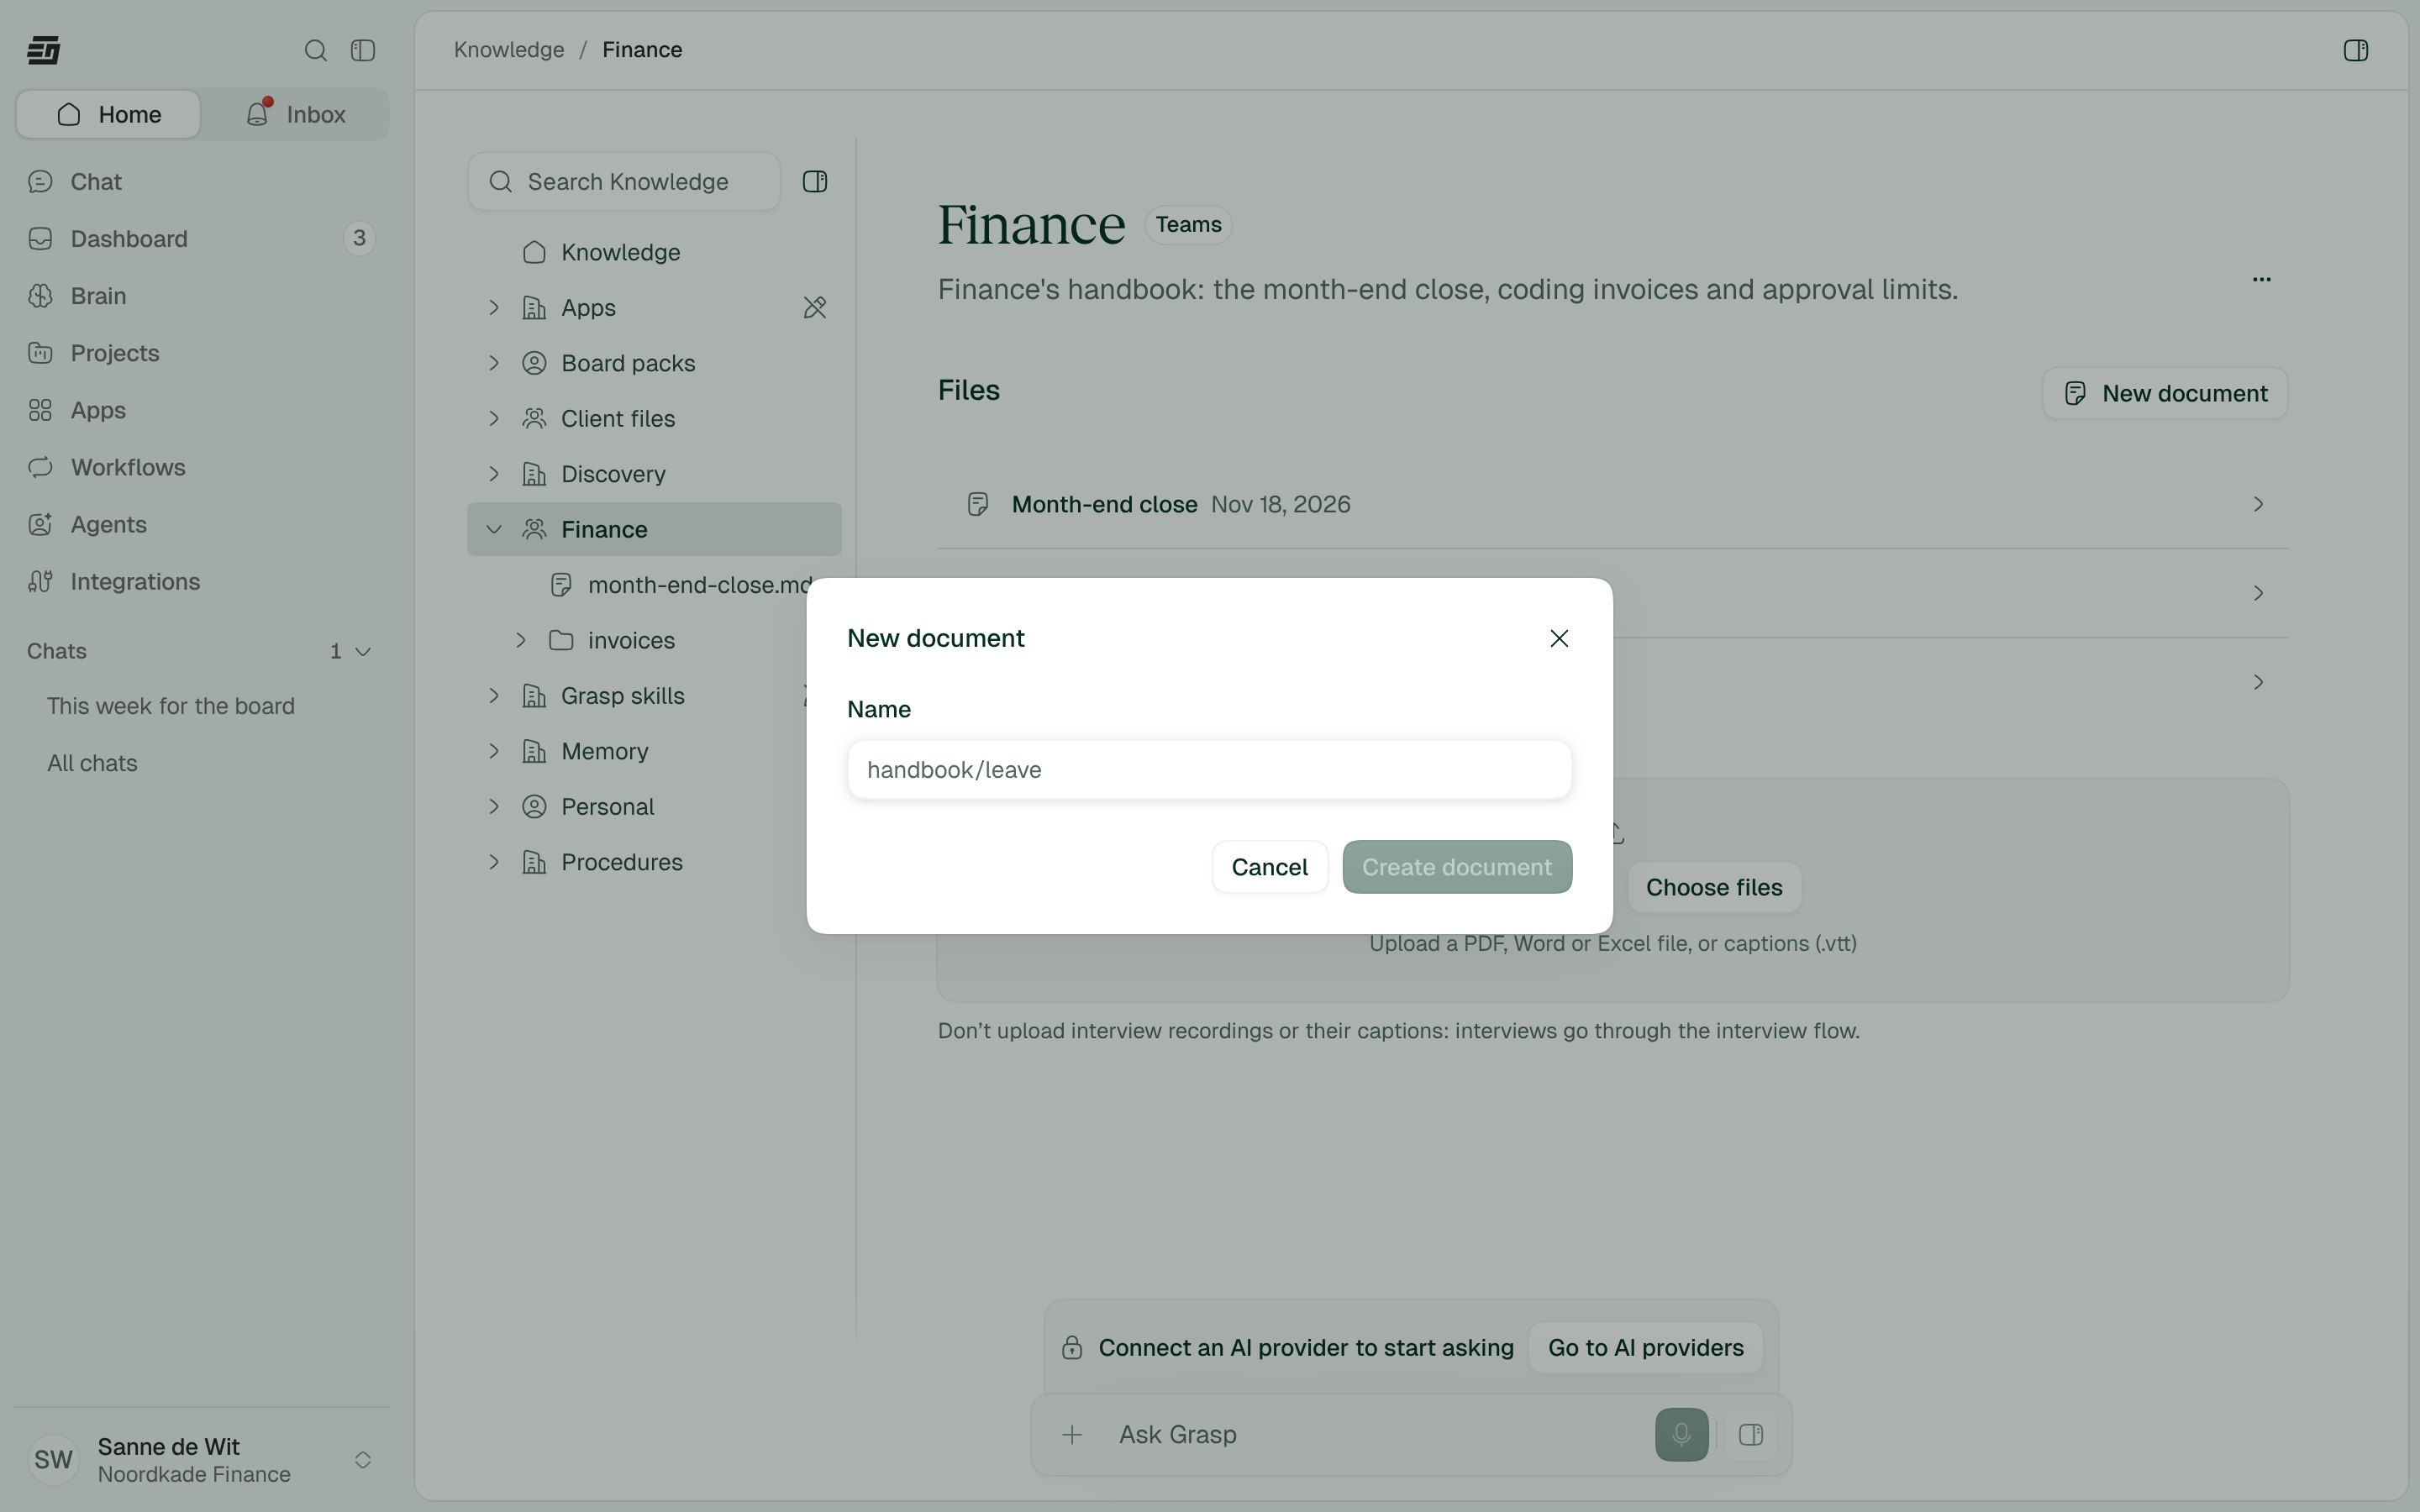 Home
Inbox
Chat
Dashboard
3
Brain
Projects
Apps
Workflows
Agents
Integrations
Chats
1
This week for the board
All chats
SW
Sanne de Wit
Noordkade Finance
Knowledge / Finance
Search Knowledge
Knowledge
Apps
Board packs
Client files
Discovery
Finance
month-end-close.md
invoices
Grasp skills
Memory
Personal
Procedures
Finance
Teams
Finance's handbook: the month-end close, coding invoices and approval limits.
Files
New document
Month-end close Nov 18, 2026
New document
Name
handbook/leave
Cancel
Create document
Choose files
Upload a PDF, Word or Excel file, or captions (.vtt)
Don't upload interview recordings or their captions: interviews go through the interview flow.
Connect an AI provider to start asking
Go to AI providers
Ask Grasp